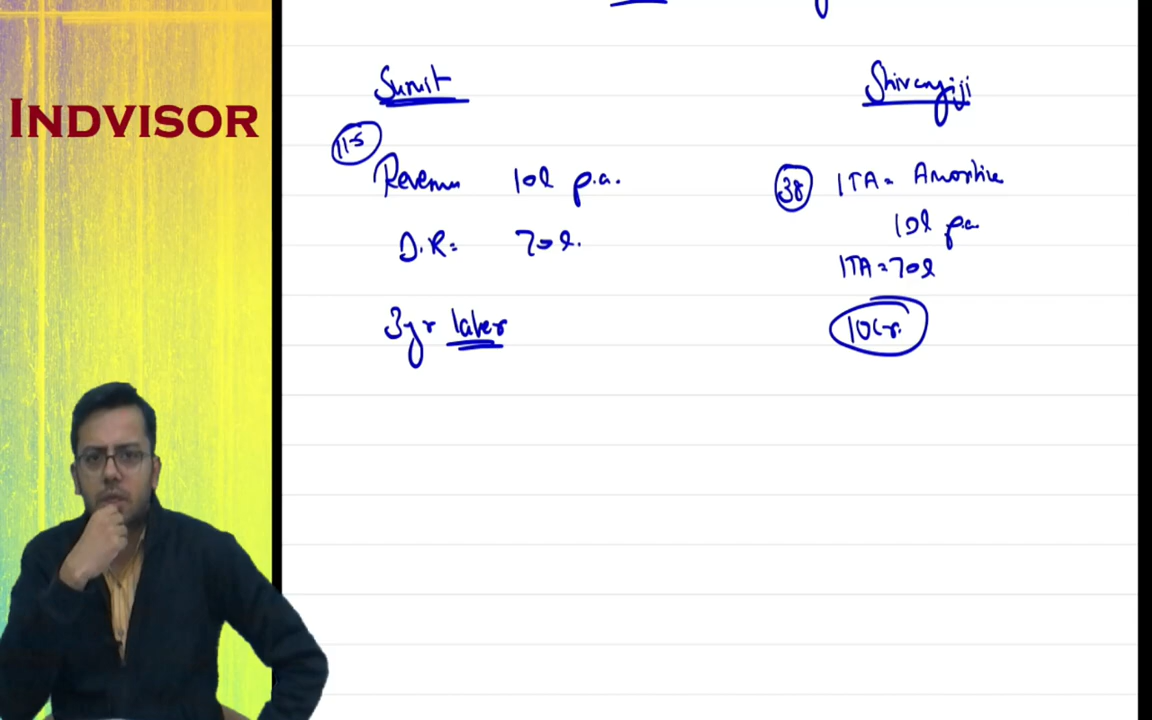 INDVISOR
Sumit
115
Revenue 10l p.a.
D.R= 70l.
3yr later
Shivangiji
38 ITA = Amortise
10l p.a
ITA = 70l
10cr.